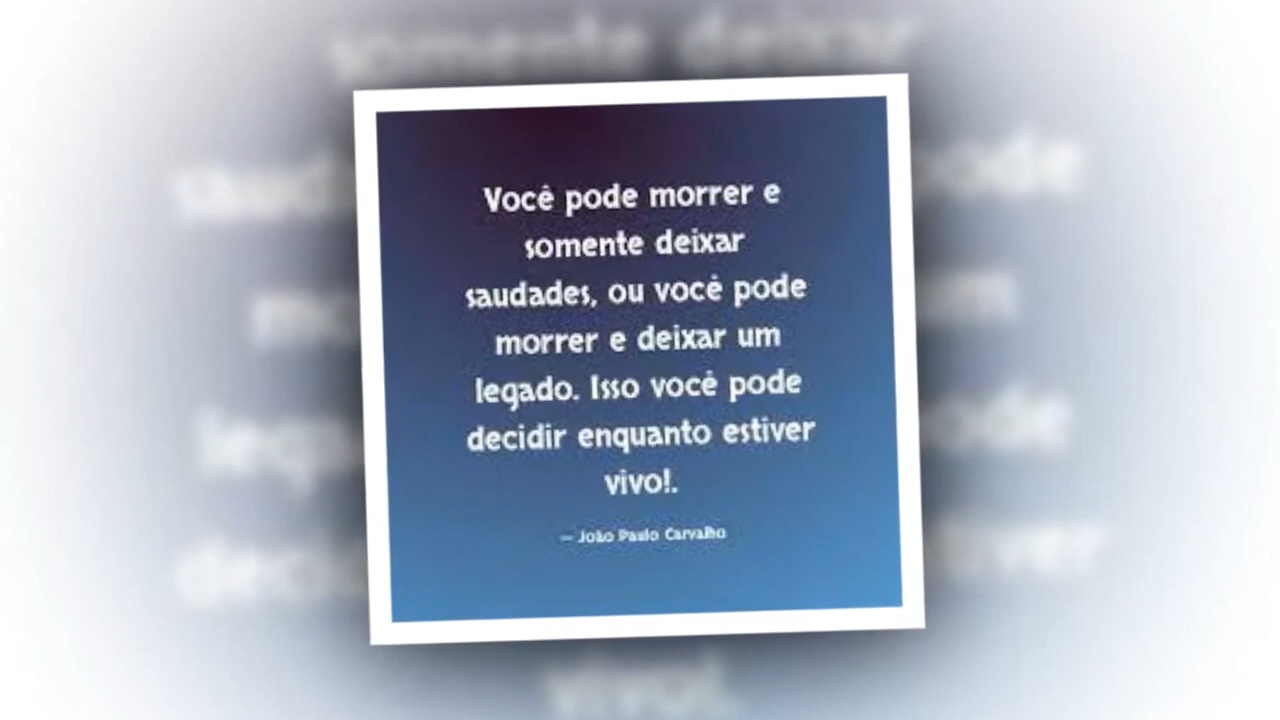 Você pode morrer e
somente deixar
saudades, ou você pode
morrer e deixar um
legado. Isso você pode
decidir enquanto estiver
vivo!.
— João Paulo Carvalho